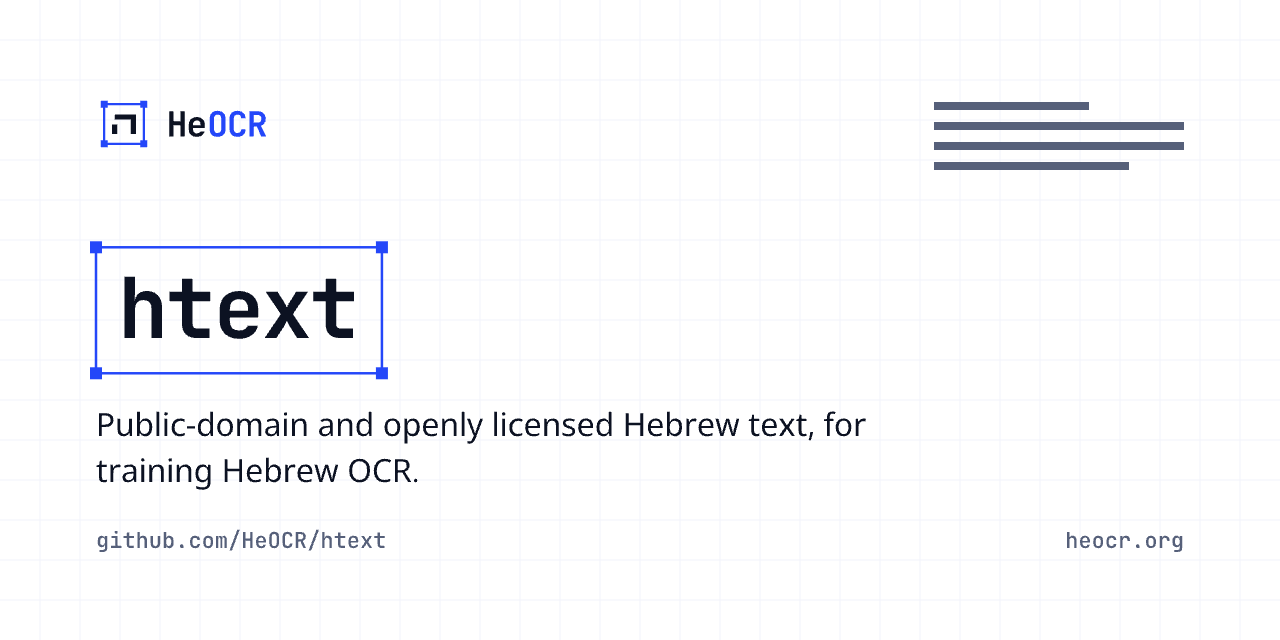 HeOCR
htext
Public-domain and openly licensed Hebrew text, for
training Hebrew OCR.
github.com/HeOCR/htext
heocr.org